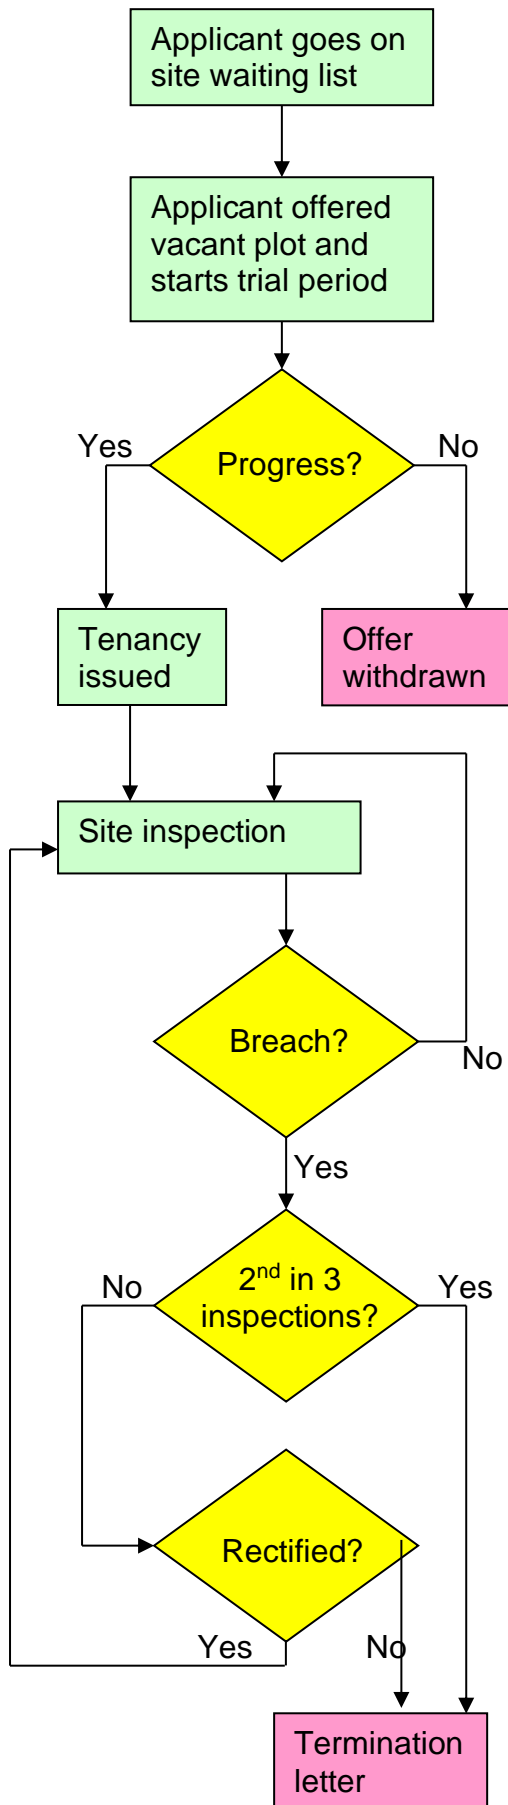 Applicant goes on
site waiting list
Applicant offered
vacant plot and
starts trial period
Yes
No
Progress?
Tenancy
issued
Offer
withdrawn
Site inspection
Breach?
No
Yes
No
2nd in 3
inspections?
Yes
Rectified?
Yes
No
Termination
letter